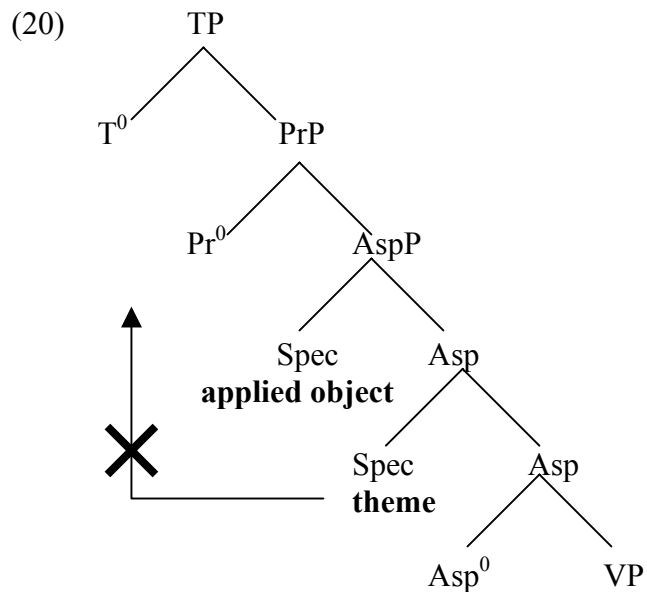 (20) TP
T⁰ PrP
Pr⁰ AspP
Spec Asp
applied object
Spec Asp
theme
Asp⁰ VP